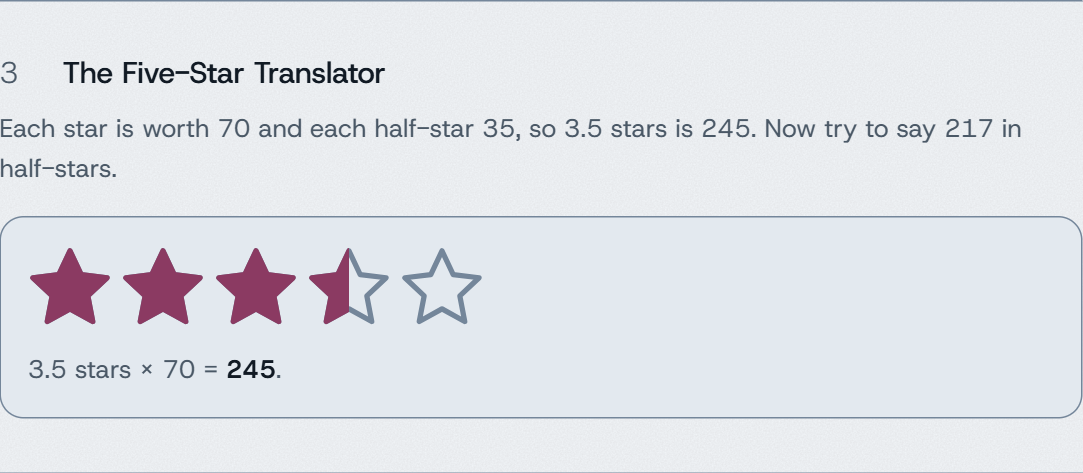 3 The Five-Star Translator
Each star is worth 70 and each half-star 35, so 3.5 stars is 245. Now try to say 217 in
half-stars.
3.5 stars × 70 = 245.